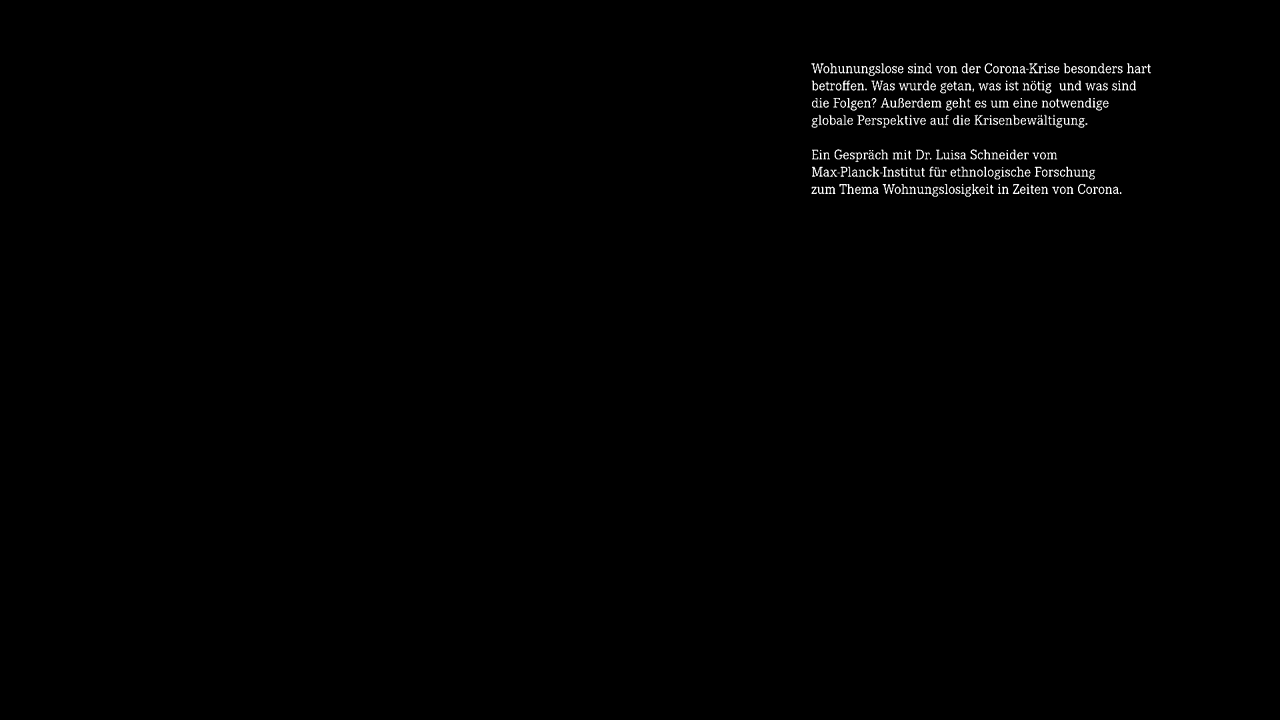 Wohunungslose sind von der Corona-Krise besonders hart
betroffen. Was wurde getan, was ist nötig  und was sind
die Folgen? Außerdem geht es um eine notwendige
globale Perspektive auf die Krisenbewältigung.
Ein Gespräch mit Dr. Luisa Schneider vom
Max-Planck-Institut für ethnologische Forschung
zum Thema Wohnungslosigkeit in Zeiten von Corona.